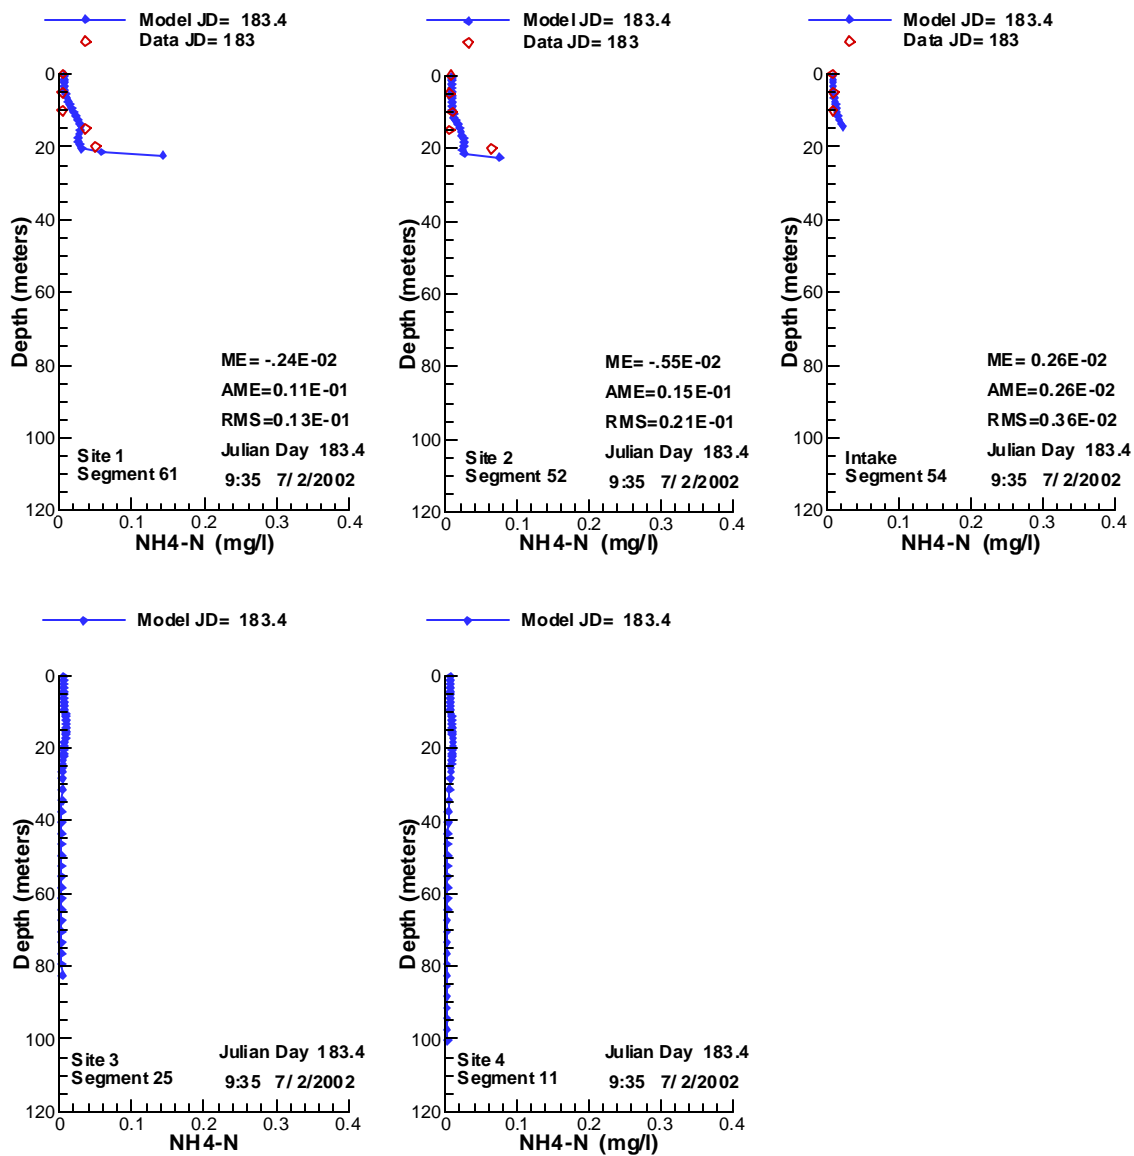 Model JD= 183.4
Data JD= 183
0
20
40
60
80
100
120
Depth (meters)
ME= -.24E-02
AME=0.11E-01
RMS=0.13E-01
Julian Day 183.4
9:35 7/2/2002
Site 1
Segment 61
0 0.1 0.2 0.3 0.4
NH4-N (mg/l)
Model JD= 183.4
Data JD= 183
0
20
40
60
80
100
120
Depth (meters)
ME= -.55E-02
AME=0.15E-01
RMS=0.21E-01
Julian Day 183.4
9:35 7/2/2002
Site 2
Segment 52
0 0.1 0.2 0.3 0.4
NH4-N (mg/l)
Model JD= 183.4
Data JD= 183
0
20
40
60
80
100
120
Depth (meters)
ME= 0.26E-02
AME=0.26E-02
RMS=0.36E-02
Julian Day 183.4
9:35 7/2/2002
Intake
Segment 54
0 0.1 0.2 0.3 0.4
NH4-N (mg/l)
Model JD= 183.4
0
20
40
60
80
100
120
Depth (meters)
Julian Day 183.4
9:35 7/2/2002
Site 3
Segment 25
0 0.1 0.2 0.3 0.4
NH4-N
Model JD= 183.4
0
20
40
60
80
100
120
Depth (meters)
Julian Day 183.4
9:35 7/2/2002
Site 4
Segment 11
0 0.1 0.2 0.3 0.4
NH4-N (mg/l)